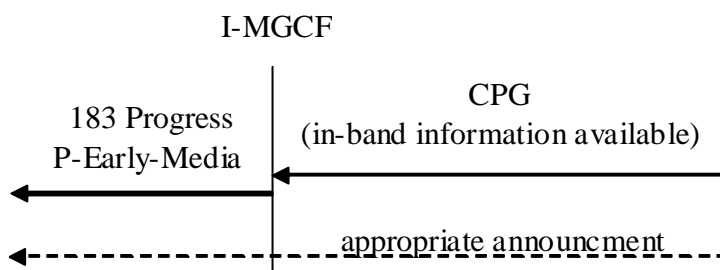 I-MGCF
183 Progress
P-Early-Media
CPG
(in-band information available)
appropriate announcment